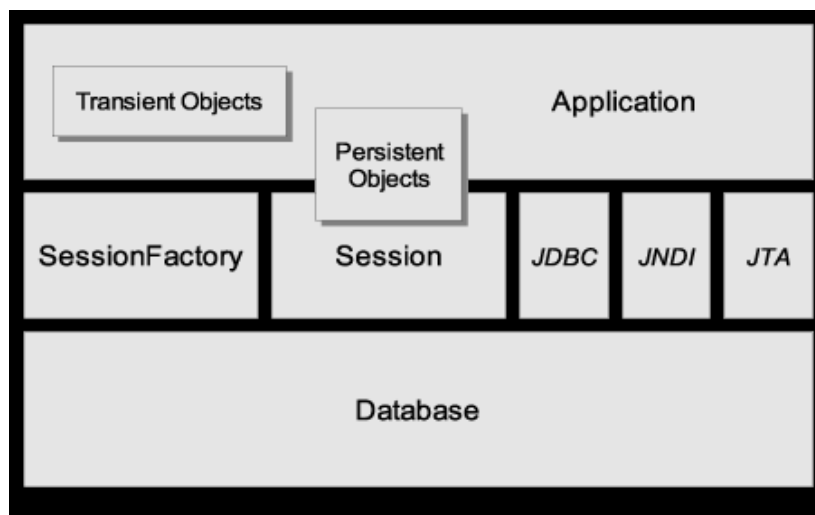 Transient Objects
Application
Persistent
Objects
SessionFactory
Session
JDBC
JNDI
JTA
Database